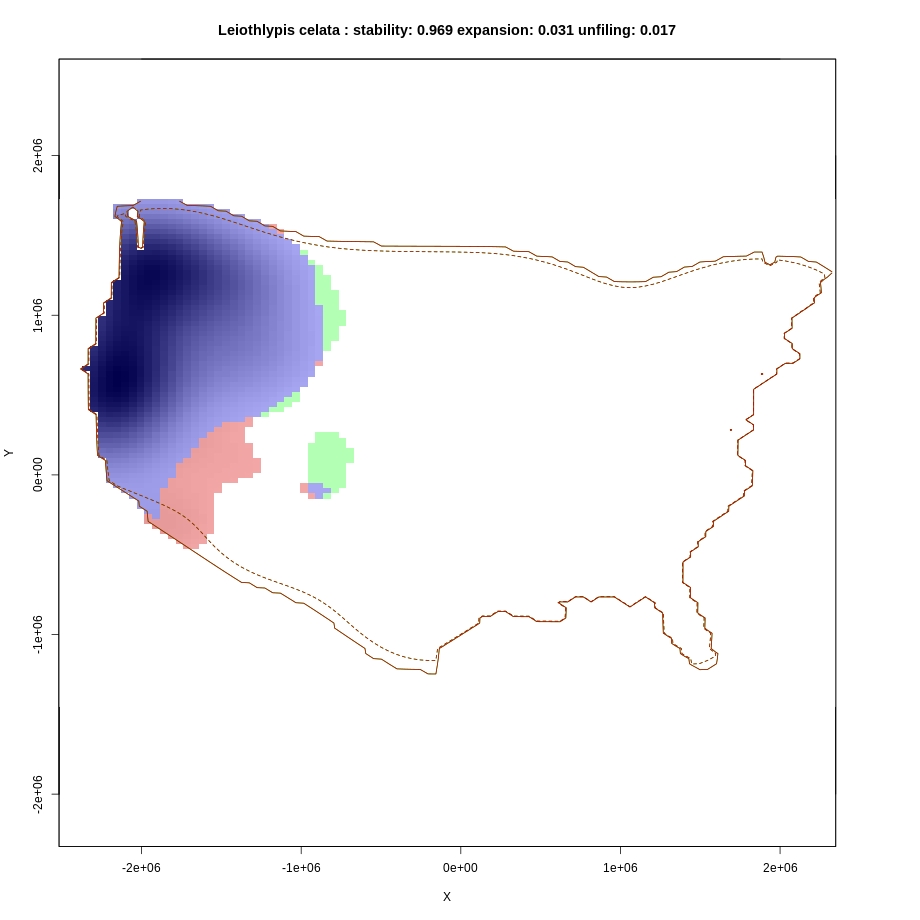 Leiothlypis celata : stability: 0.969 expansion: 0.031 unfiling: 0.017
2e+06
1e+06
Y
0e+00
-1e+06
-2e+06
-2e+06 -1e+06 0e+00 1e+06 2e+06
X